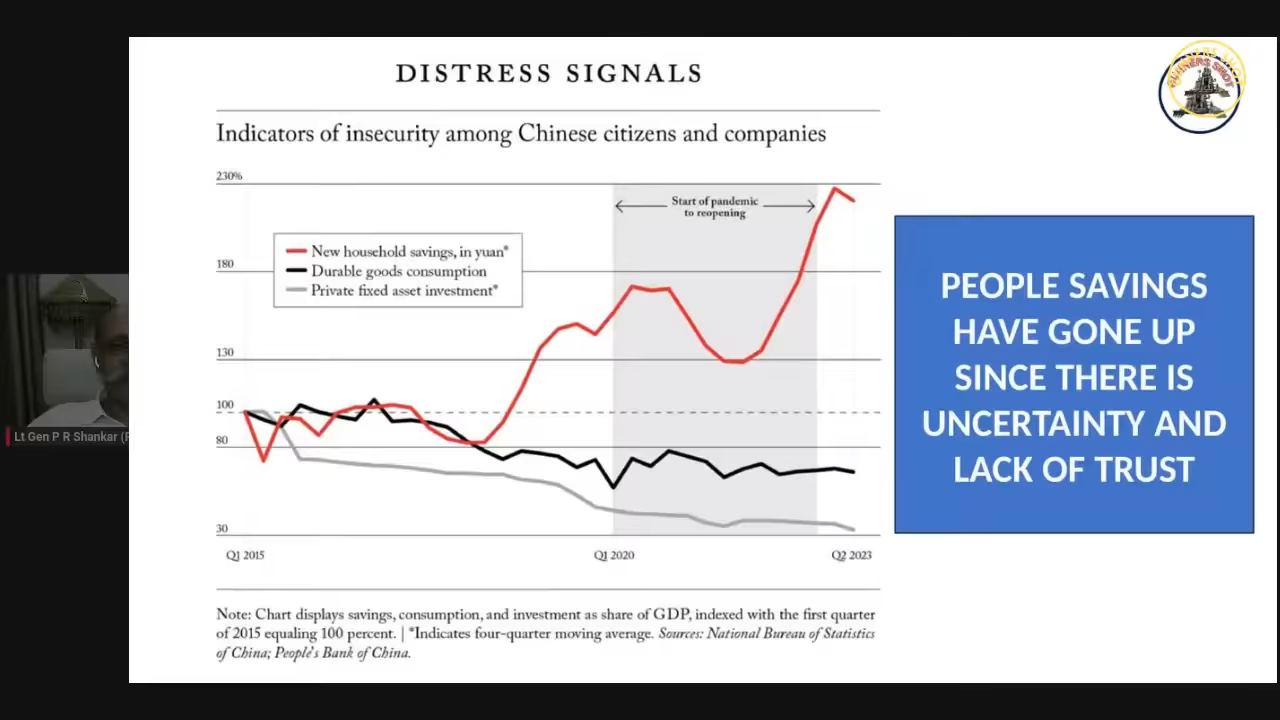 DISTRESS SIGNALS
Indicators of insecurity among Chinese citizens and companies
230%
Start of pandemic
to reopening
New household savings, in yuan*
Durable goods consumption
Private fixed asset investment*
180
130
100
80
30
Q1 2015
Q1 2020
Q2 2023
Note: Chart displays savings, consumption, and investment as share of GDP, indexed with the first quarter
of 2015 equaling 100 percent. | *Indicates four-quarter moving average. Sources: National Bureau of Statistics
of China; People's Bank of China.
PEOPLE SAVINGS
HAVE GONE UP
SINCE THERE IS
UNCERTAINTY AND
LACK OF TRUST
Lt Gen P R Shankar (